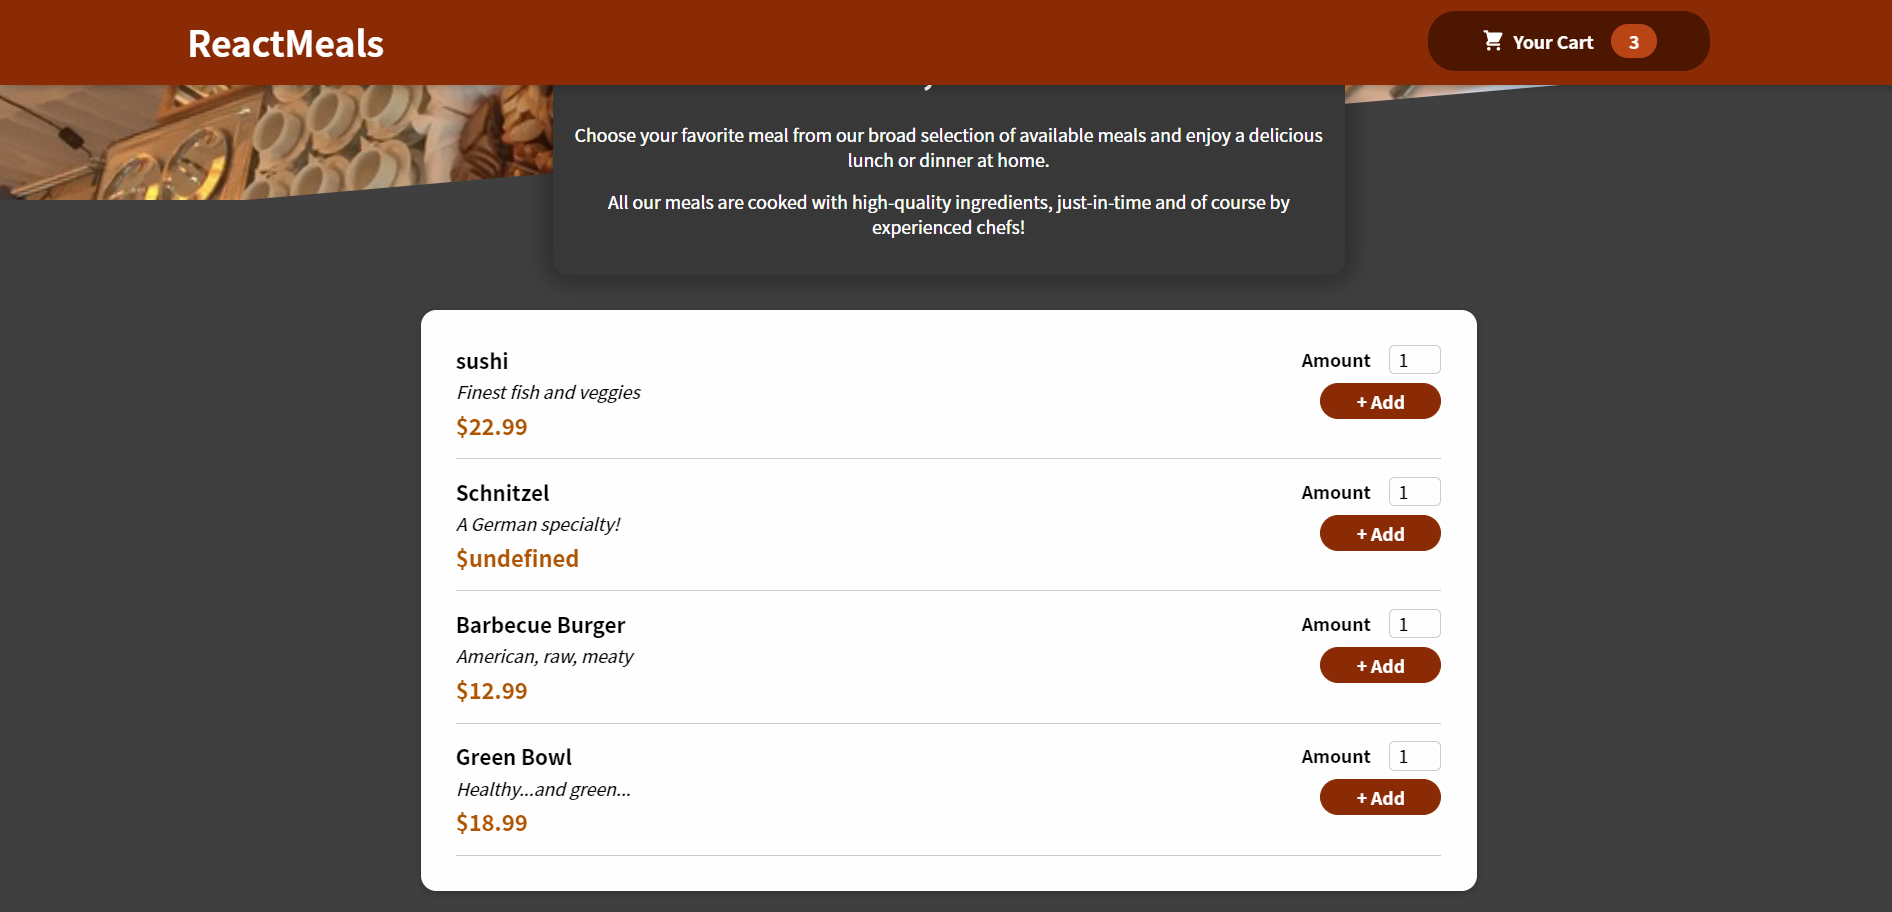 ReactMeals
Your Cart 3
Choose your favorite meal from our broad selection of available meals and enjoy a delicious
lunch or dinner at home.
All our meals are cooked with high-quality ingredients, just-in-time and of course by
experienced chefs!
sushi
Finest fish and veggies
$22.99
Amount 1
+ Add
Schnitzel
A German specialty!
$undefined
Amount 1
+ Add
Barbecue Burger
American, raw, meaty
$12.99
Amount 1
+ Add
Green Bowl
Healthy...and green...
$18.99
Amount 1
+ Add